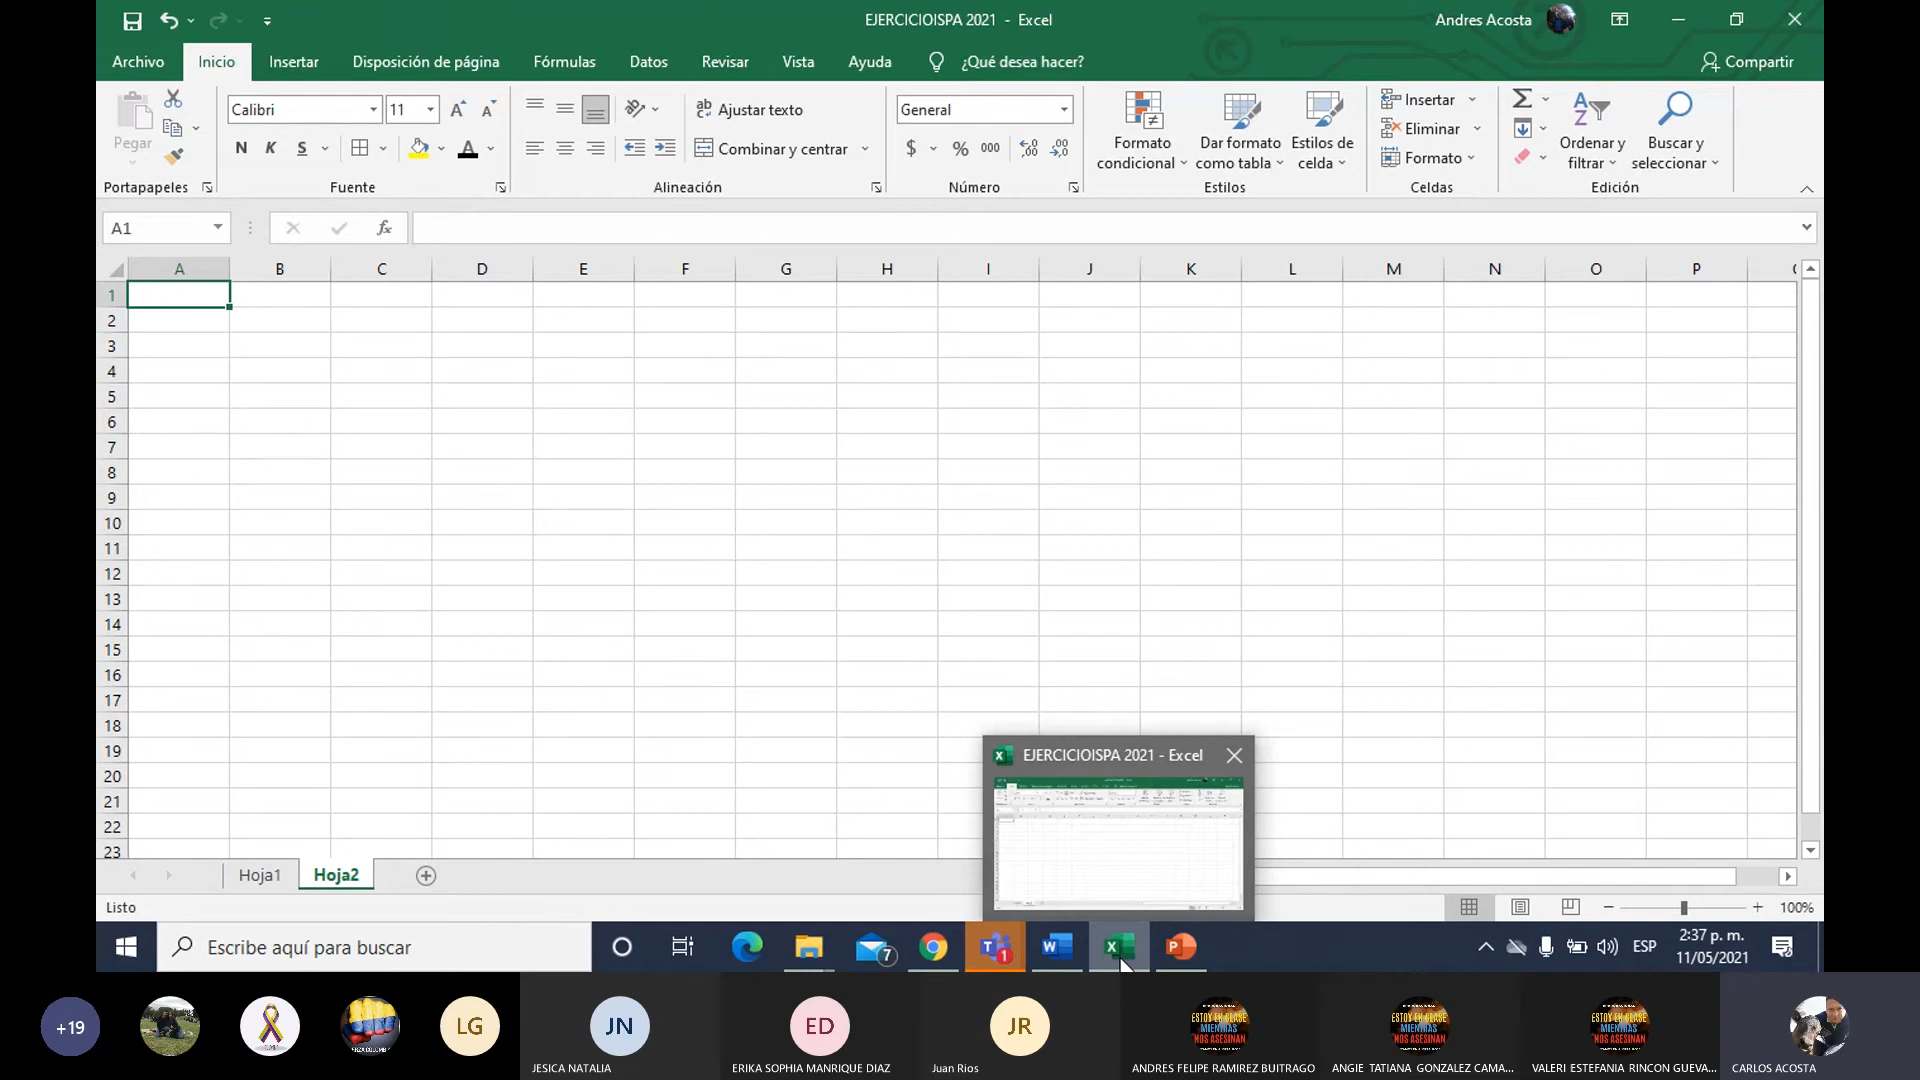 EJERCICIOISPA 2021 - Excel
Andres Acosta
Archivo Inicio Insertar Disposición de página Fórmulas Datos Revisar Vista Ayuda ¿Qué desea hacer? Compartir
Pegar
Portapapeles
Calibri 11
N K S
Fuente
Ajustar texto
Combinar y centrar
Alineación
General
$ % 000
Número
Formato condicional
Dar formato como tabla
Estilos de celda
Estilos
Insertar
Eliminar
Formato
Celdas
Ordenar y filtrar
Buscar y seleccionar
Edición
A1 fx
A B C D E F G H I J K L M N O P
1
2
3
4
5
6
7
8
9
10
11
12
13
14
15
16
17
18
19
20
21
22
23
EJERCICIOISPA 2021 - Excel
Hoja1 Hoja2
Listo
100%
Escribe aquí para buscar
7
1
ESP
2:37 p. m.
11/05/2021
+19
LG
JN
JESICA NATALIA
ED
ERIKA SOPHIA MANRIQUE DIAZ
JR
Juan Rios
ESTOY EN CLASE
MIENTRAS
NOS ASESINAN
ANDRES FELIPE RAMIREZ BUITRAGO
ESTOY EN CLASE
MIENTRAS
NOS ASESINAN
ANGIE TATIANA GONZALEZ CAMA...
ESTOY EN CLASE
MIENTRAS
NOS ASESINAN
VALERI ESTEFANIA RINCON GUEVA...
CARLOS ACOSTA